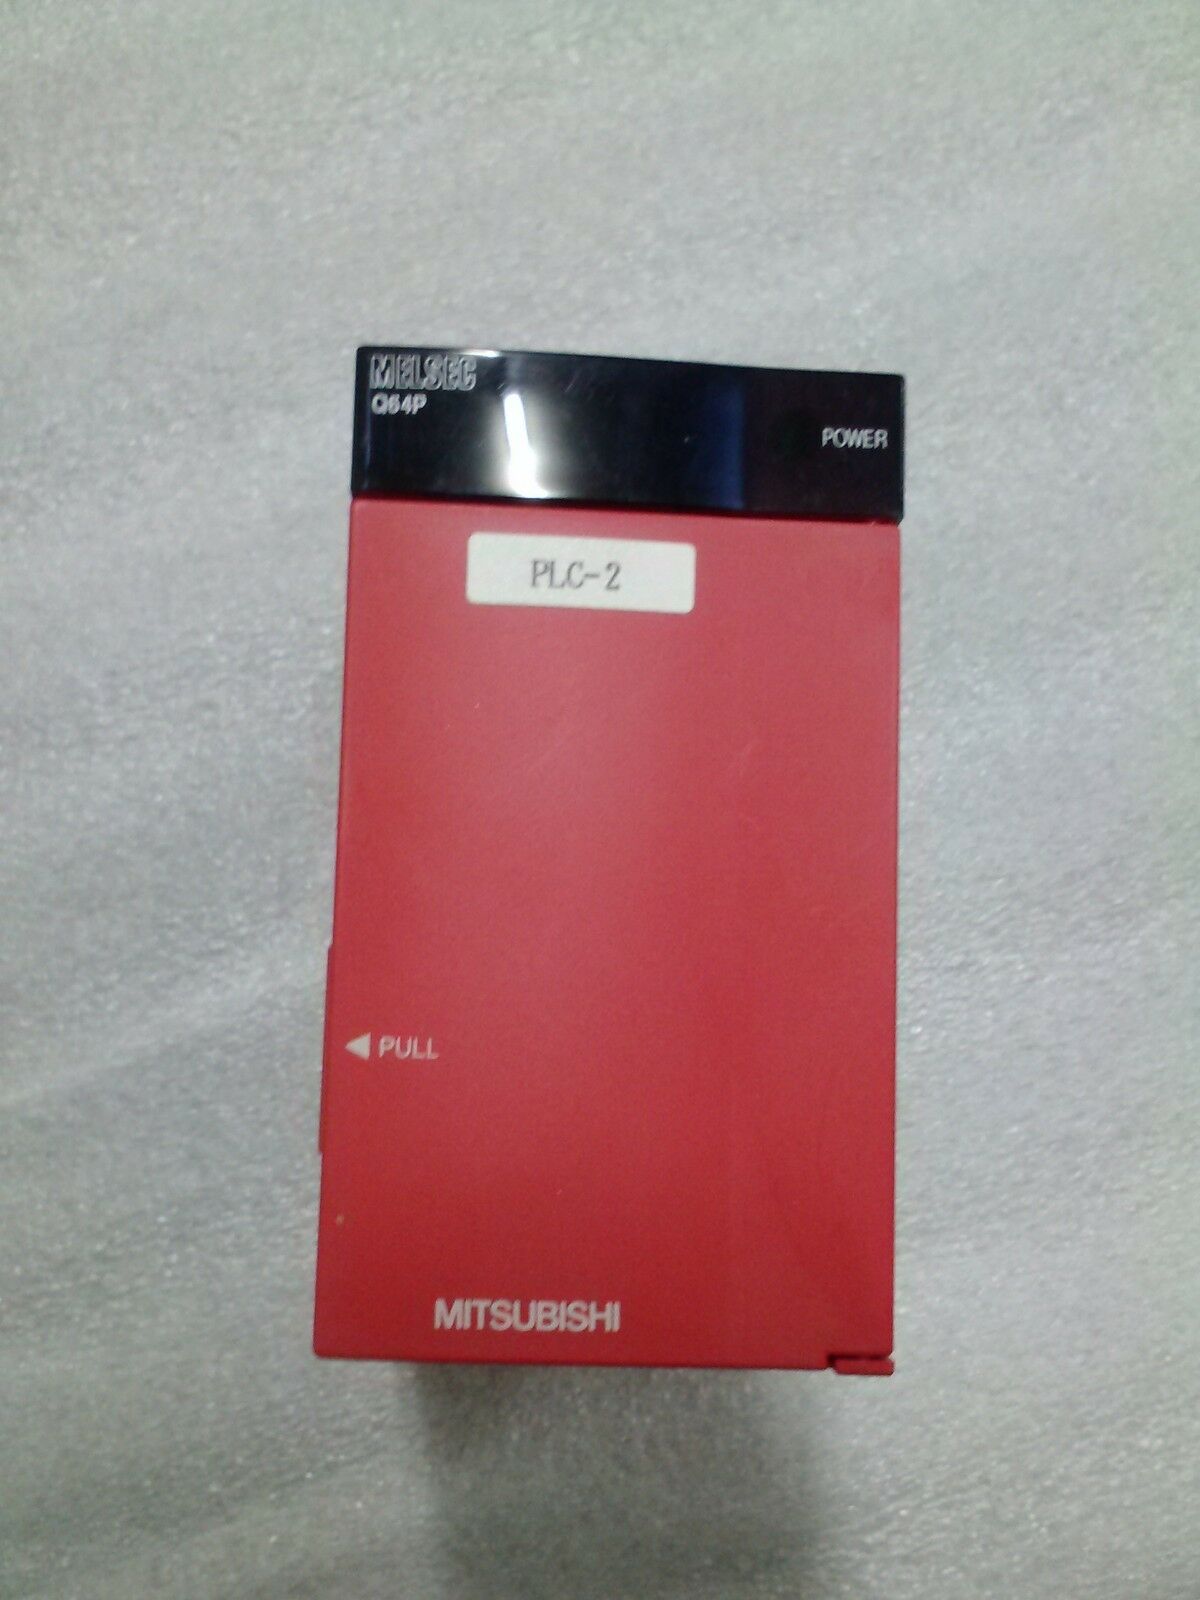 MELSEC
Q64P
POWER
PLC-2
PULL
MITSUBISHI